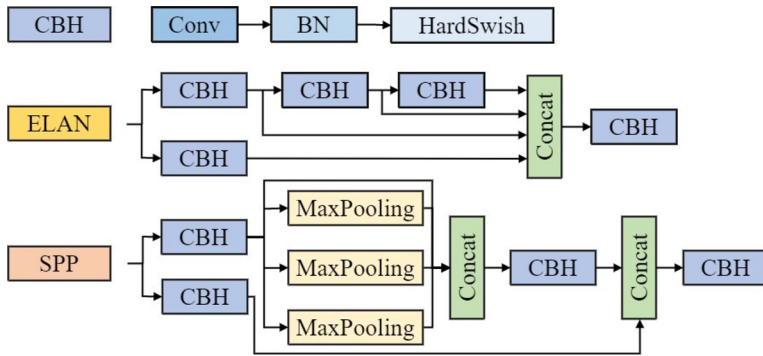 CBH Conv BN HardSwish
ELAN CBH CBH CBH Concat CBH
CBH
SPP CBH MaxPooling Concat CBH Concat CBH
MaxPooling
CBH
MaxPooling